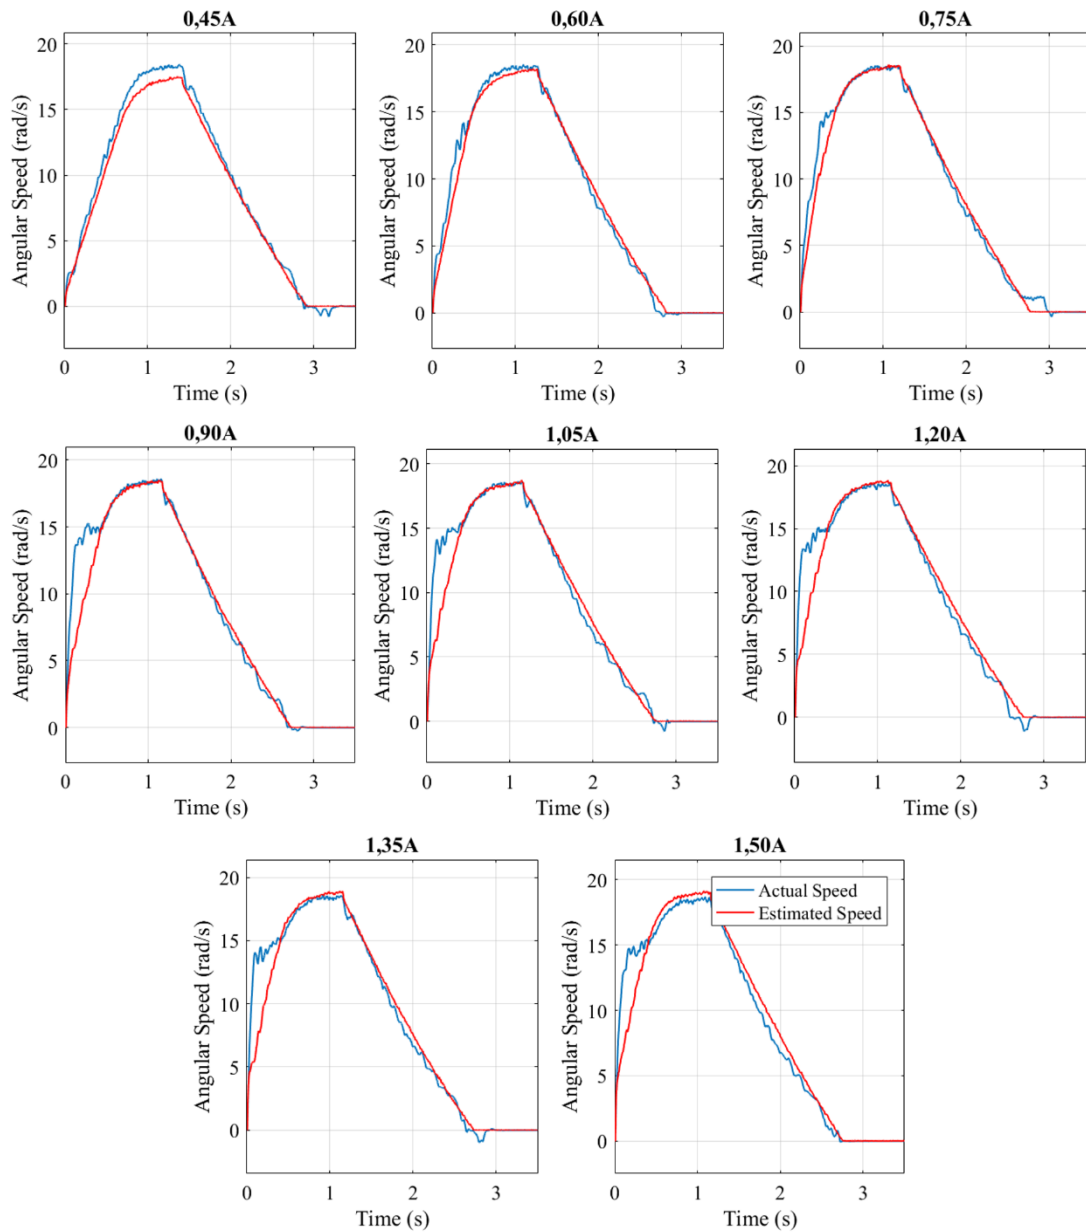 0,45A
20
15
10
5
0
0 1 2 3
Angular Speed (rad/s)
Time (s)
0,60A
20
15
10
5
0
0 1 2 3
Angular Speed (rad/s)
Time (s)
0,75A
20
15
10
5
0
0 1 2 3
Angular Speed (rad/s)
Time (s)
0,90A
20
15
10
5
0
0 1 2 3
Angular Speed (rad/s)
Time (s)
1,05A
20
15
10
5
0
0 1 2 3
Angular Speed (rad/s)
Time (s)
1,20A
20
15
10
5
0
0 1 2 3
Angular Speed (rad/s)
Time (s)
1,35A
20
15
10
5
0
0 1 2 3
Angular Speed (rad/s)
Time (s)
1,50A
20
15
10
5
0
0 1 2 3
Angular Speed (rad/s)
Time (s)
Actual Speed
Estimated Speed